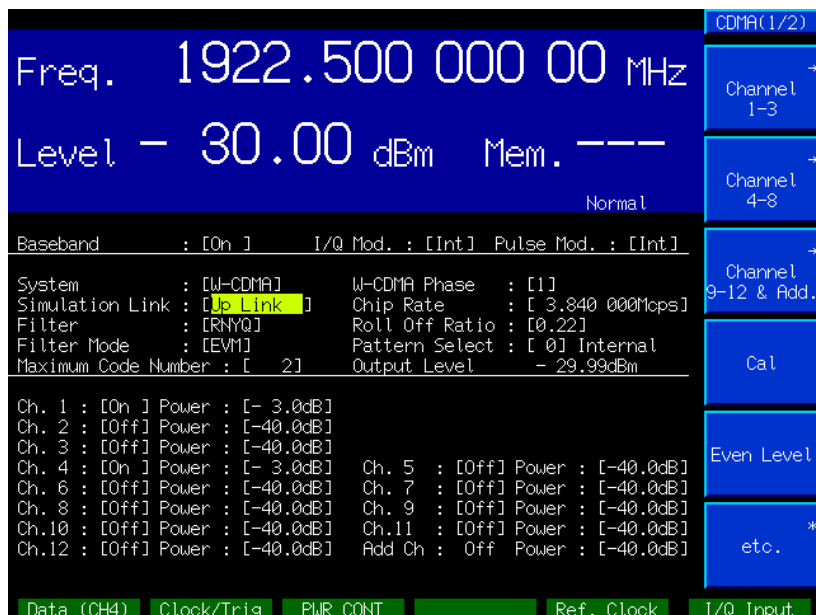 CDMA(1/2)
Freq. 1922.500 000 00 MHz
Level - 30.00 dBm Mem. ---
Normal
Channel
1-3
Channel
4-8
Channel
9-12 & Add.
Cal
Even Level
etc.
Baseband : [On ] I/Q Mod. : [Int] Pulse Mod. : [Int]
System : [W-CDMA] W-CDMA Phase : [1]
Simulation Link : [Up Link ] Chip Rate : [ 3.840 000Mcps]
Filter : [RNYQ] Roll Off Ratio : [0.22]
Filter Mode : [EVM] Pattern Select : [ 0] Internal
Maximum Code Number : [ 2] Output Level - 29.99dBm
Ch. 1 : [On ] Power : [- 3.0dB]
Ch. 2 : [Off] Power : [-40.0dB]
Ch. 3 : [Off] Power : [-40.0dB]
Ch. 4 : [On ] Power : [- 3.0dB] Ch. 5 : [Off] Power : [-40.0dB]
Ch. 6 : [Off] Power : [-40.0dB] Ch. 7 : [Off] Power : [-40.0dB]
Ch. 8 : [Off] Power : [-40.0dB] Ch. 9 : [Off] Power : [-40.0dB]
Ch.10 : [Off] Power : [-40.0dB] Ch.11 : [Off] Power : [-40.0dB]
Ch.12 : [Off] Power : [-40.0dB] Add Ch : Off Power : [-40.0dB]
Data (CH4) Clock/Trig PWR CONT Ref. Clock I/Q Input